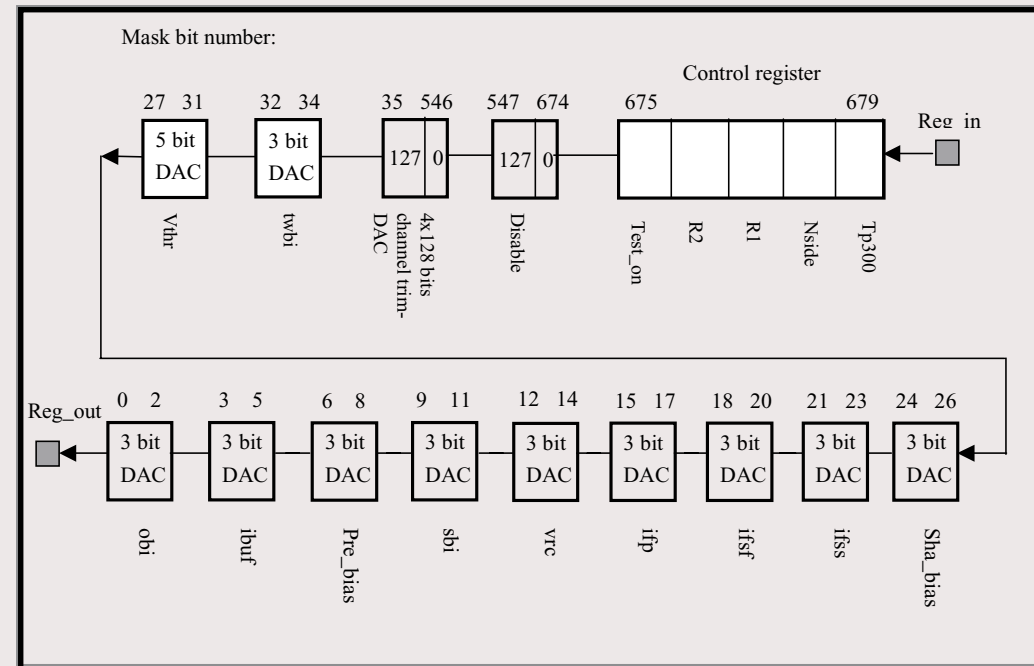 Mask bit number:
Control register
27 31
32 34
35 546
547 674
675 679
Reg_in
5 bit
DAC
3 bit
DAC
127 0
127 0
Vthr
twbi
4x128 bits
channel trim-
DAC
Disable
Test_on
R2
R1
Nside
Tp300
Reg_out
0 2
3 5
6 8
9 11
12 14
15 17
18 20
21 23
24 26
3 bit
DAC
3 bit
DAC
3 bit
DAC
3 bit
DAC
3 bit
DAC
3 bit
DAC
3 bit
DAC
3 bit
DAC
3 bit
DAC
obi
ibuf
Pre_bias
sbi
vrc
ifp
ifsf
ifss
Sha_bias